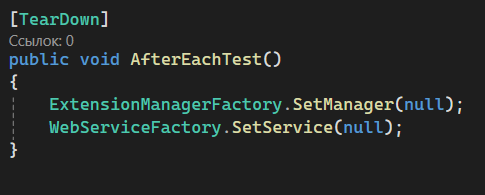 [TearDown]
Ссылок: 0
public void AfterEachTest()
{
    ExtensionManagerFactory.SetManager(null);
    WebServiceFactory.SetService(null);
}